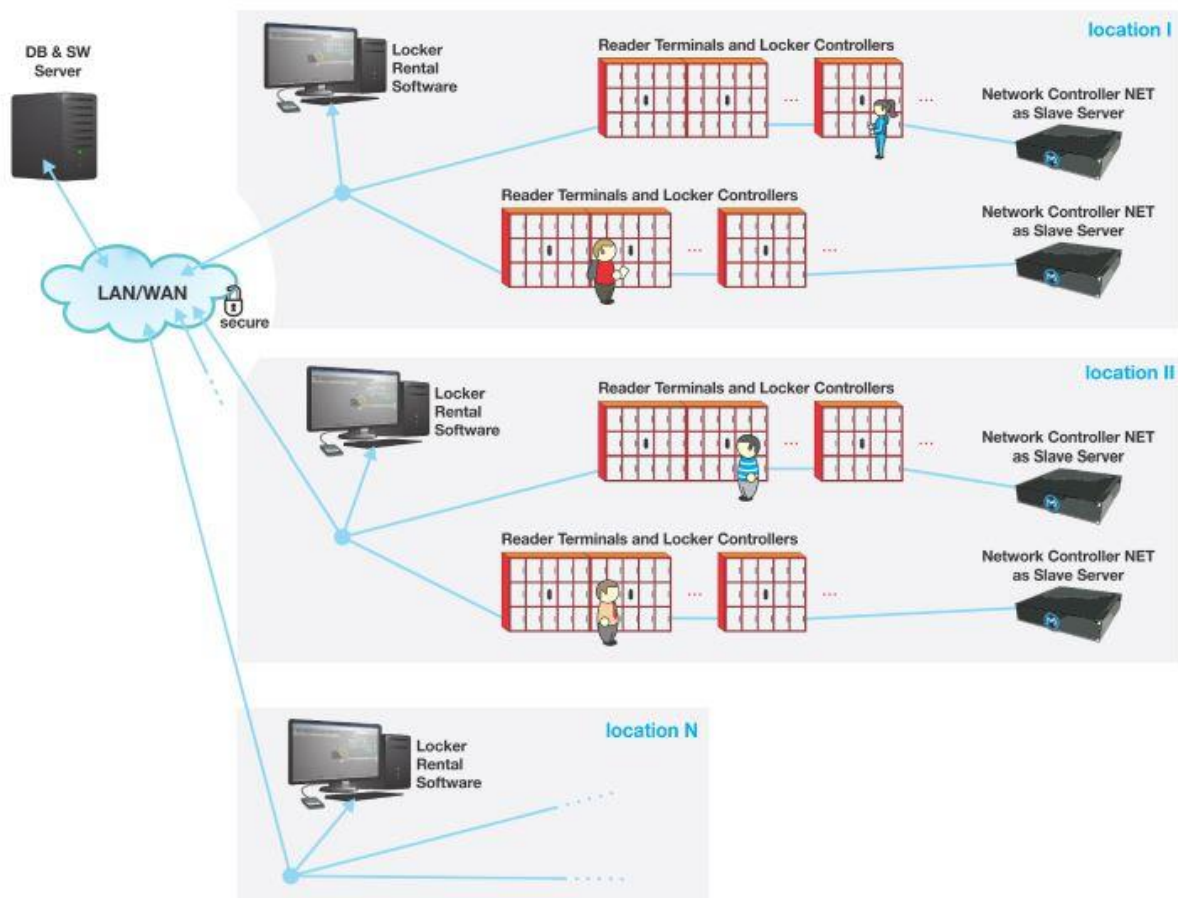 DB & SW
Server
LAN/WAN
secure
location I
Locker
Rental
Software
Reader Terminals and Locker Controllers
...
...
Network Controller NET
as Slave Server
M
Reader Terminals and Locker Controllers
...
...
Network Controller NET
as Slave Server
M
location II
Locker
Rental
Software
Reader Terminals and Locker Controllers
...
...
Network Controller NET
as Slave Server
M
Reader Terminals and Locker Controllers
...
...
Network Controller NET
as Slave Server
M
location N
Locker
Rental
Software